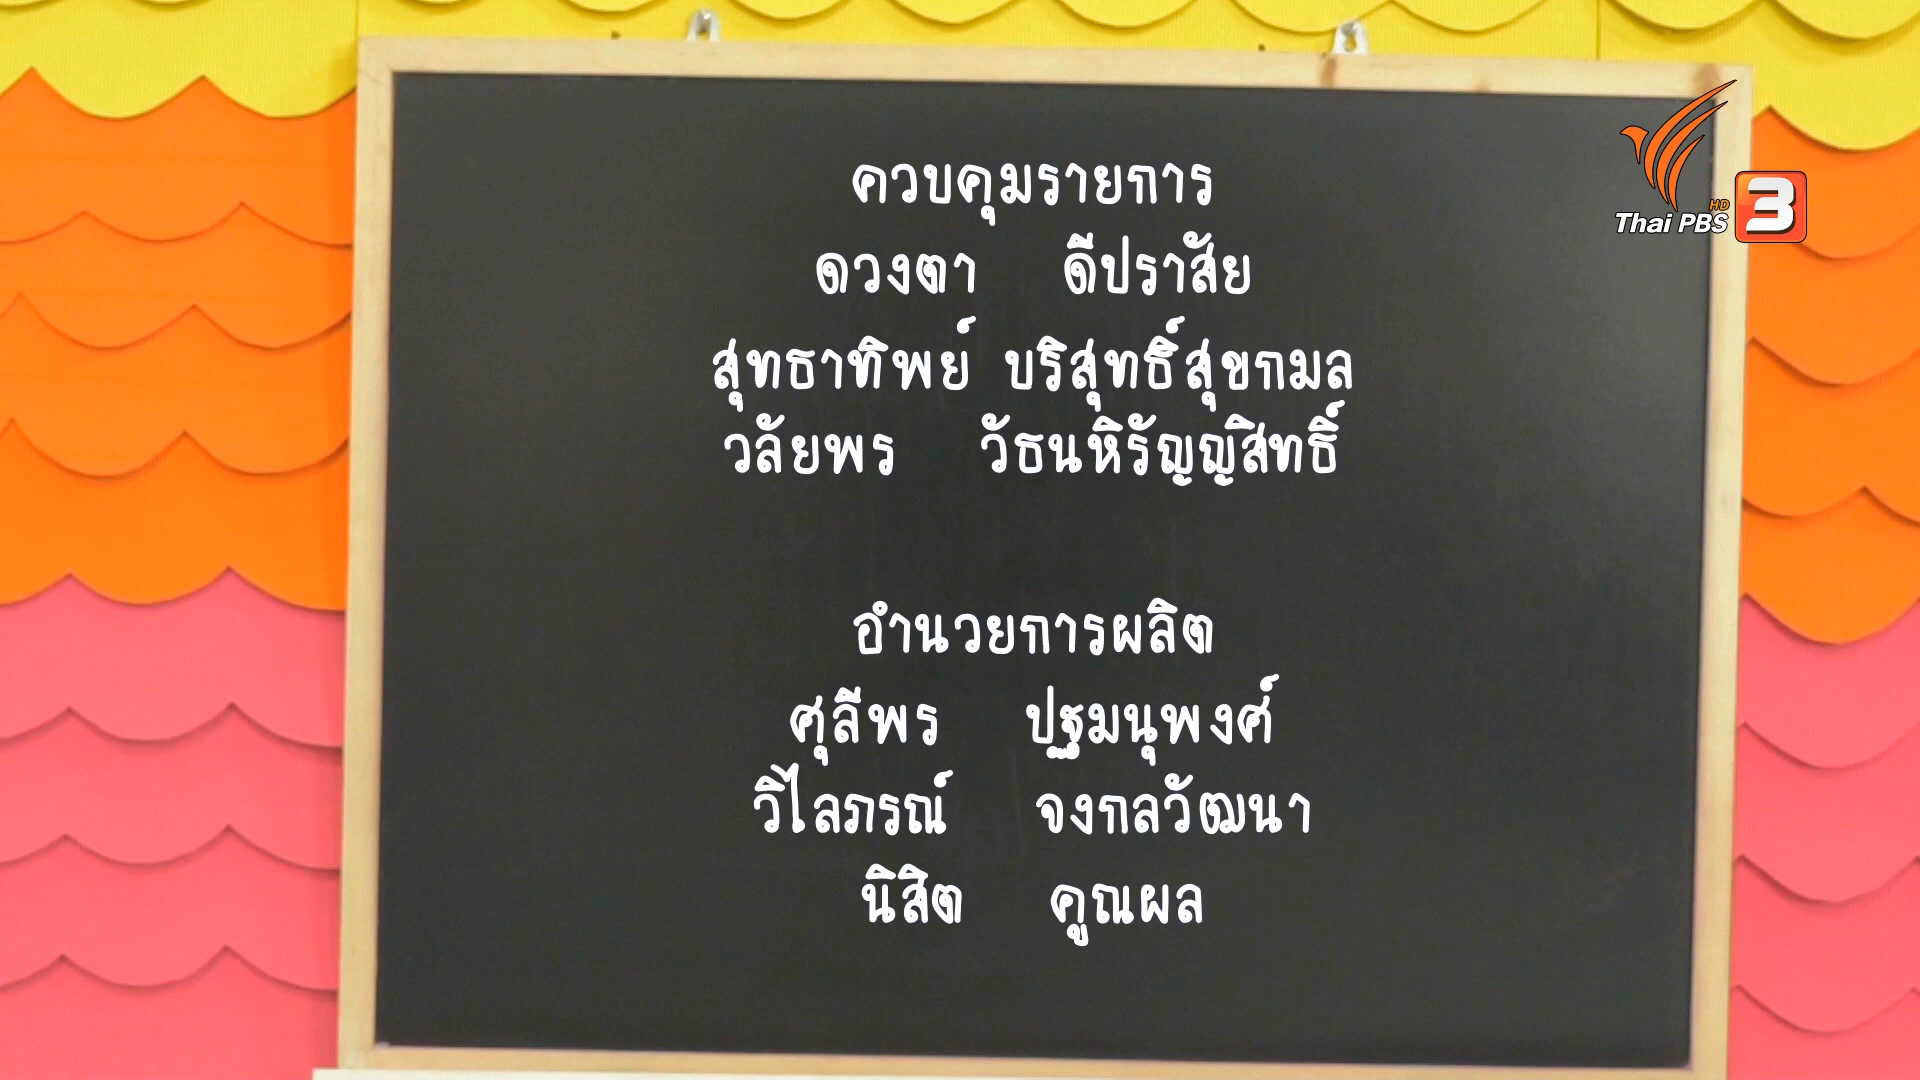 ควบคุมรายการ
ดวงตา ดีปราสัย
สุทธาทิพย์ บริสุทธิ์สุขกมล
วลัยพร วัธนหิรัญญสิทธิ์
อำนวยการผลิต
ศุลีพร ปฐมนุพงศ์
วิไลภรณ์ จงกลวัฒนา
นิสิต คูณผล
HD
Thai PBS 3